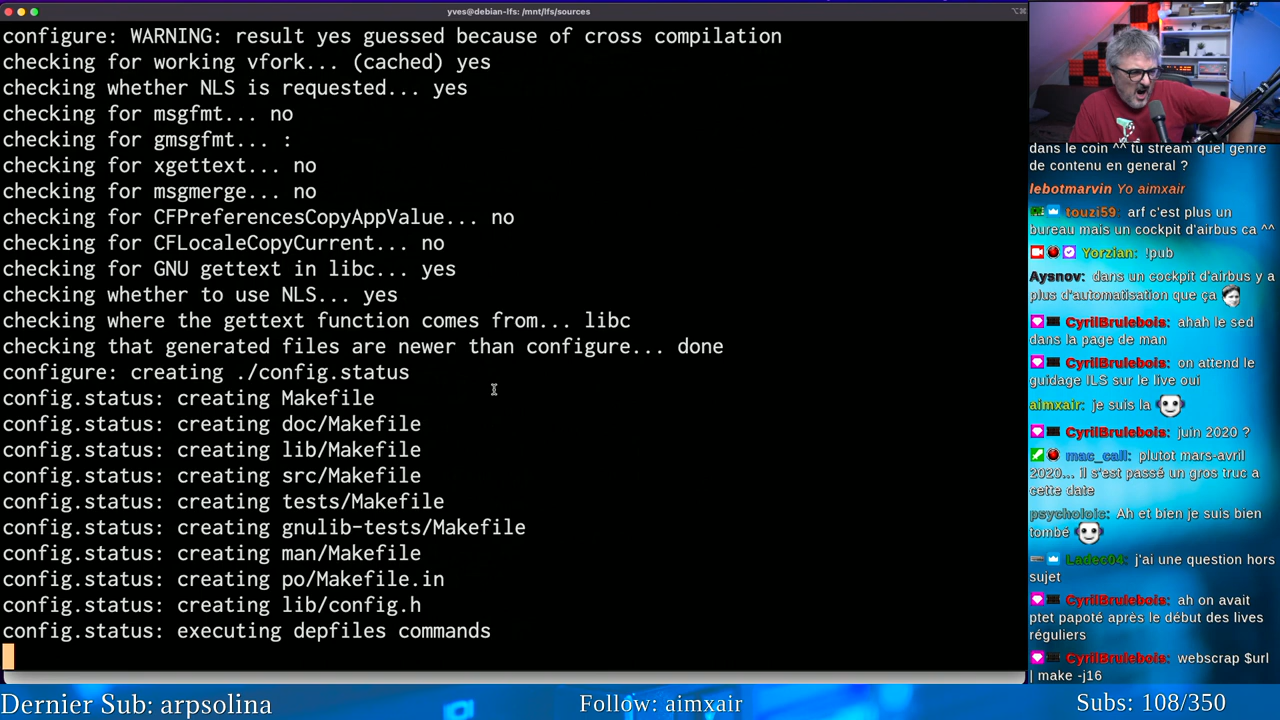 yves@debian-lfs: /mnt/lfs/sources
configure: WARNING: result yes guessed because of cross compilation
checking for working vfork... (cached) yes
checking whether NLS is requested... yes
checking for msgfmt... no
checking for gmsgfmt... :
checking for xgettext... no
checking for msgmerge... no
checking for CFPreferencesCopyAppValue... no
checking for CFLocaleCopyCurrent... no
checking for GNU gettext in libc... yes
checking whether to use NLS... yes
checking where the gettext function comes from... libc
checking that generated files are newer than configure... done
configure: creating ./config.status
config.status: creating Makefile
config.status: creating doc/Makefile
config.status: creating lib/Makefile
config.status: creating src/Makefile
config.status: creating tests/Makefile
config.status: creating gnulib-tests/Makefile
config.status: creating man/Makefile
config.status: creating po/Makefile.in
config.status: creating lib/config.h
config.status: executing depfiles commands
dans le coin ^^ tu stream quel genre
de contenu en general ?
lebotmarvin Yo aimxair
touzi59: arf c'est plus un
bureau mais un cockpit d'airbus ca ^^
Yorzian: !pub
Aysnov: dans un cockpit d'airbus y a
plus d'automatisation que ça
CyrilBrulebois: ahah le sed
dans la page de man
CyrilBrulebois: on attend le
guidage ILS sur le live oui
aimxair: je suis la
CyrilBrulebois: juin 2020 ?
mac_call: plutot mars-avril
2020... il s'est passé un gros truc a
cette date
psycholoic: Ah et bien je suis bien
tombé
Ladec04: j'ai une question hors
sujet
CyrilBrulebois: ah on avait
ptet papoté après le début des lives
réguliers
CyrilBrulebois: webscrap $url
| make -j16
Dernier Sub: arpsolina
Follow: aimxair
Subs: 108/350